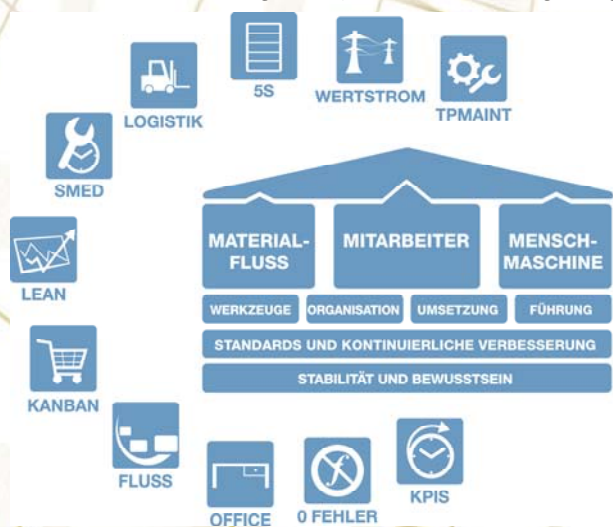 5S
WERTSTROM
LOGISTIK
TPMAINT
SMED
MATERIAL-
FLUSS
MITARBEITER
MENSCH-
MASCHINE
LEAN
WERKZEUGE
ORGANISATION
UMSETZUNG
FÜHRUNG
STANDARDS UND KONTINUIERLICHE VERBESSERUNG
STABILITÄT UND BEWUSSTSEIN
KANBAN
FLUSS
OFFICE
0 FEHLER
KPIS